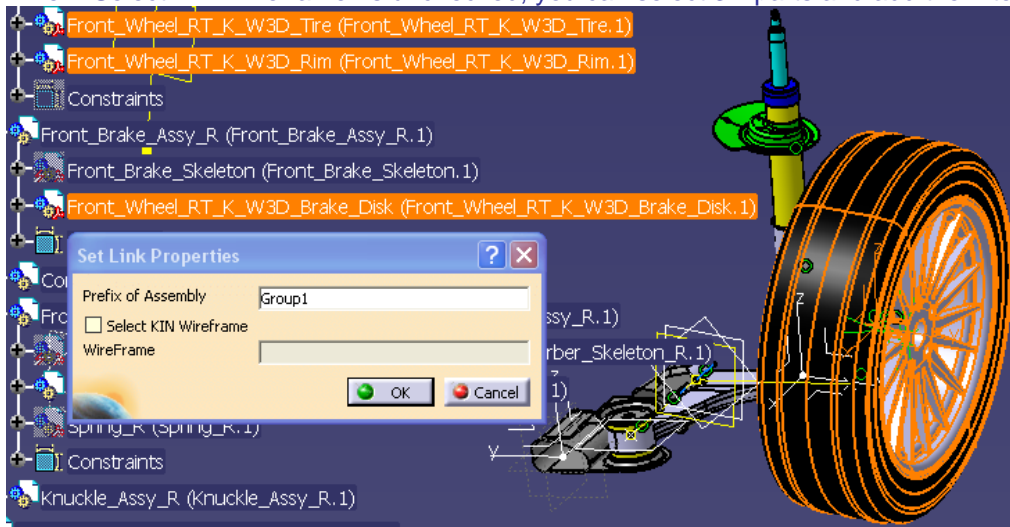 Front_Wheel_RT_K_W3D_Tire (Front_Wheel_RT_K_W3D_Tire.1)
Front_Wheel_RT_K_W3D_Rim (Front_Wheel_RT_K_W3D_Rim.1)
Constraints
Front_Brake_Assy_R (Front_Brake_Assy_R.1)
Front_Brake_Skeleton (Front_Brake_Skeleton.1)
Front_Wheel_RT_K_W3D_Brake_Disk (Front_Wheel_RT_K_W3D_Brake_Disk.1)
Set Link Properties
Prefix of Assembly Group1
Select KIN Wireframe
WireFrame
OK Cancel
ssy_R.1)
rber_Skeleton_R.1)
1)
Spring_R (Spring_R.1)
Constraints
Knuckle_Assy_R (Knuckle_Assy_R.1)